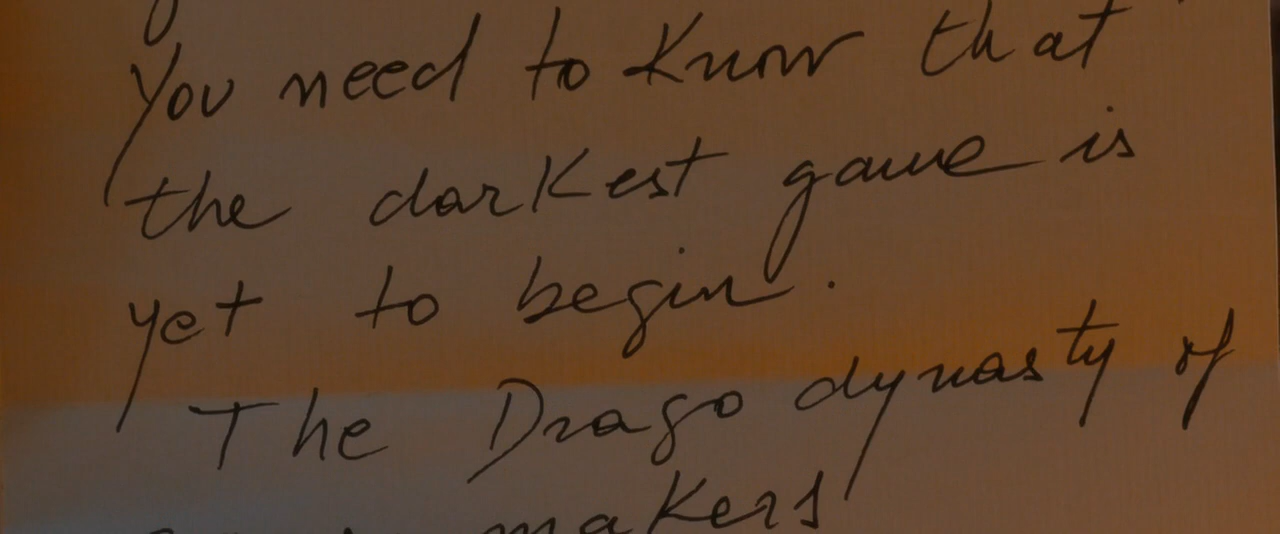 You need to Know that
the darKest game is
yet to begin.
The Drago dynasty of
makers